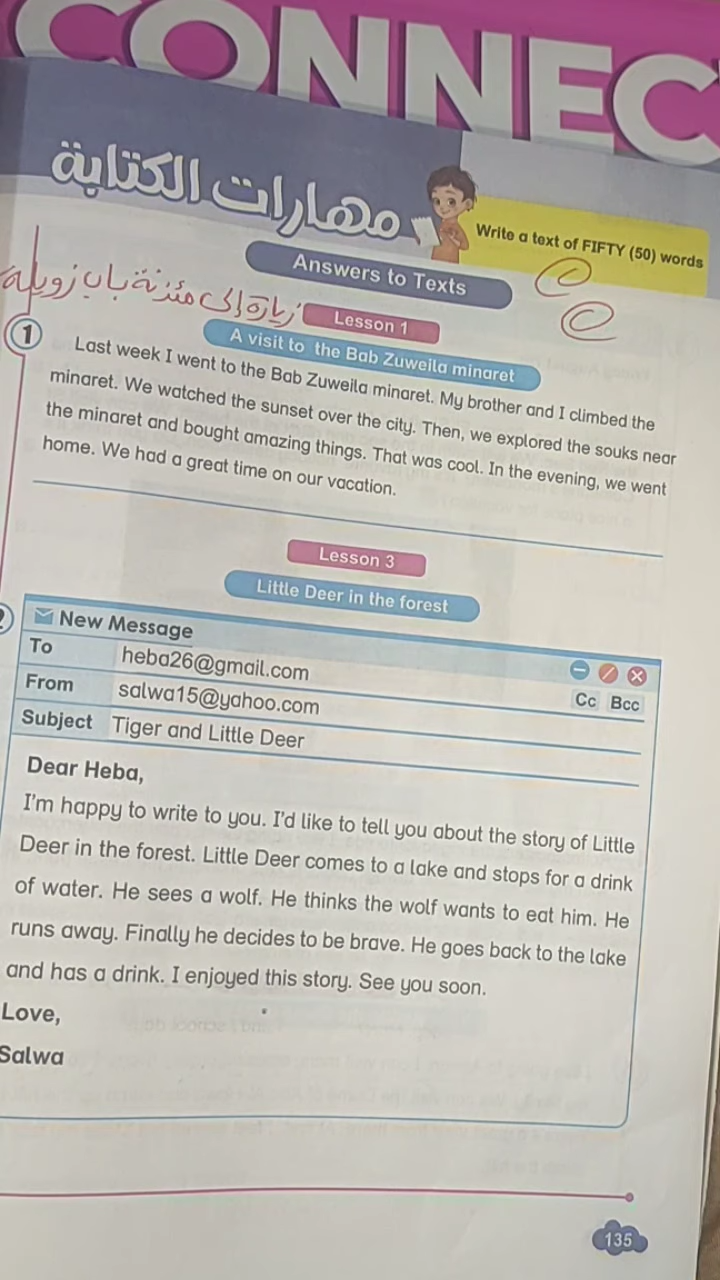 CONNEC
مهارات الكتابة
Write a text of FIFTY (50) words
Answers to Texts
زيارة إلى مئذنة باب زويلة
Lesson 1
1
A visit to the Bab Zuweila minaret
Last week I went to the Bab Zuweila minaret. My brother and I climbed the
minaret. We watched the sunset over the city. Then, we explored the souks near
the minaret and bought amazing things. That was cool. In the evening, we went
home. We had a great time on our vacation.
Lesson 3
Little Deer in the forest
2
New Message
To heba26@gmail.com
Cc Bcc
From salwa15@yahoo.com
Subject Tiger and Little Deer
Dear Heba,
I'm happy to write to you. I'd like to tell you about the story of Little
Deer in the forest. Little Deer comes to a lake and stops for a drink
of water. He sees a wolf. He thinks the wolf wants to eat him. He
runs away. Finally he decides to be brave. He goes back to the lake
and has a drink. I enjoyed this story. See you soon.
Love,
Salwa
135